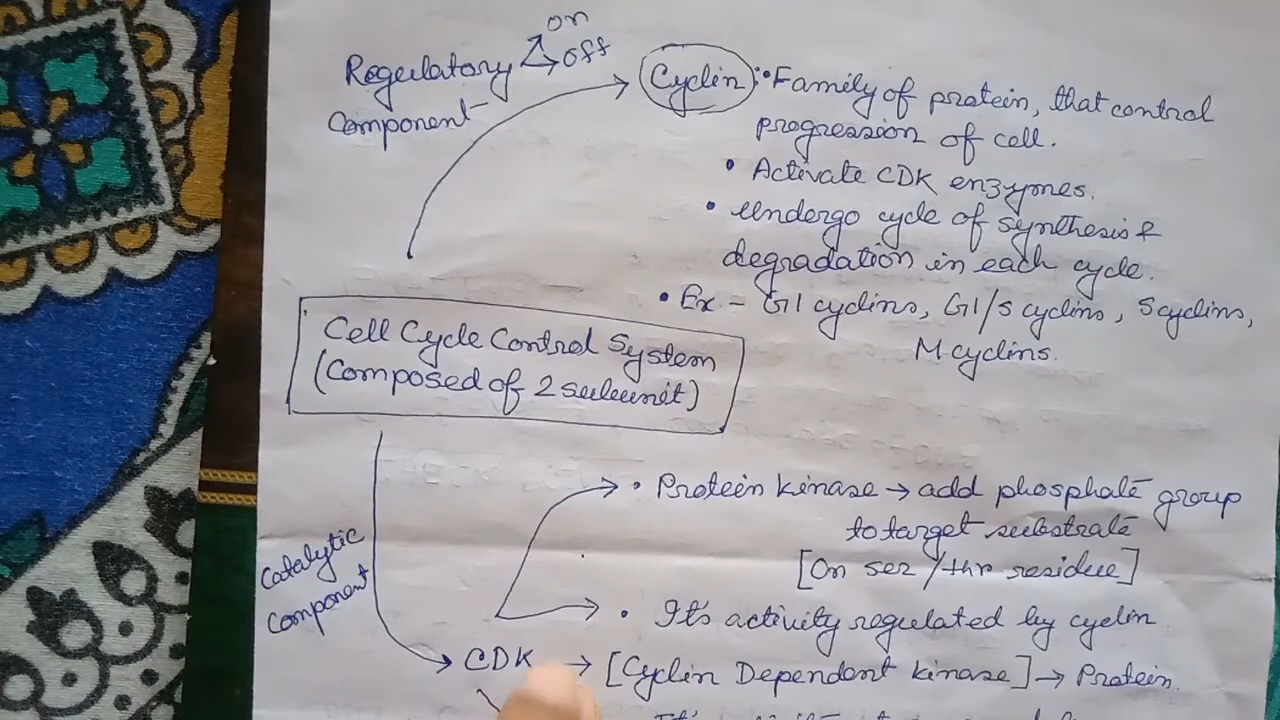 on
Regulatory off
Component-
Cyclin : • Family of protein, that control
progression of cell.
• Activate CDK enzymes.
• undergo cycle of synthesis &
degradation in each cycle.
• Ex - G1 cyclins, G1/S cyclins, S cyclins,
M cyclins.
Cell Cycle Control System
(Composed of 2 subunit)
• Protein kinase → add phosphate group
to target substrate
[On ser/thr residue]
• It's activity regulated by cyclin
Catalytic
Component
CDK → [Cyclin Dependent kinase] → Protein.